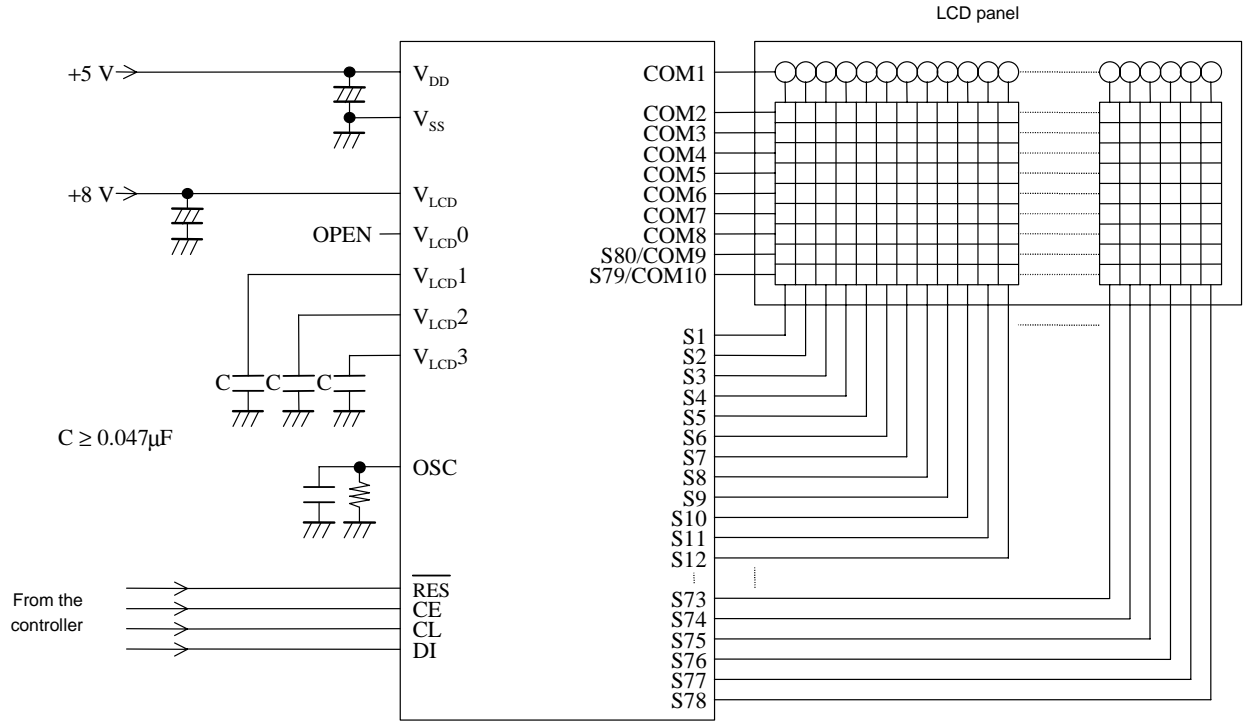 LCD panel
+5 V
VDD
COM1
VSS
COM2
COM3
COM4
COM5
+8 V
VLCD
COM6
COM7
OPEN
VLCD0
COM8
S80/COM9
VLCD1
S79/COM10
VLCD2
S1
S2
VLCD3
S3
C
C
C
S4
S5
C ≥ 0.047μF
S6
S7
OSC
S8
S9
S10
S11
S12
From the
controller
RES
CE
CL
DI
S73
S74
S75
S76
S77
S78